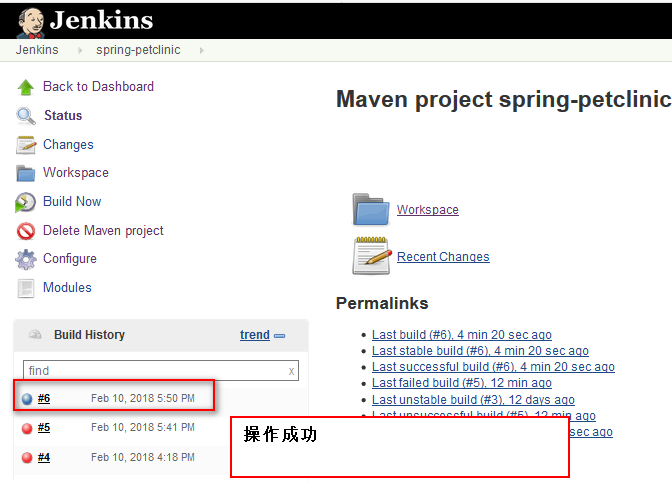 Jenkins
Jenkins spring-petclinic
Back to Dashboard
Status
Changes
Workspace
Build Now
Delete Maven project
Configure
Modules
Build History trend
find x
#6 Feb 10, 2018 5:50 PM
#5 Feb 10, 2018 5:41 PM
#4 Feb 10, 2018 4:18 PM
Maven project spring-petclinic
Workspace
Recent Changes
Permalinks
Last build (#6), 4 min 20 sec ago
Last stable build (#6), 4 min 20 sec ago
Last successful build (#6), 4 min 20 sec ago
Last failed build (#5), 12 min ago
Last unstable build (#3), 12 days ago
Last unsuccessful build (#5), 12 min ago
sec ago
操作成功